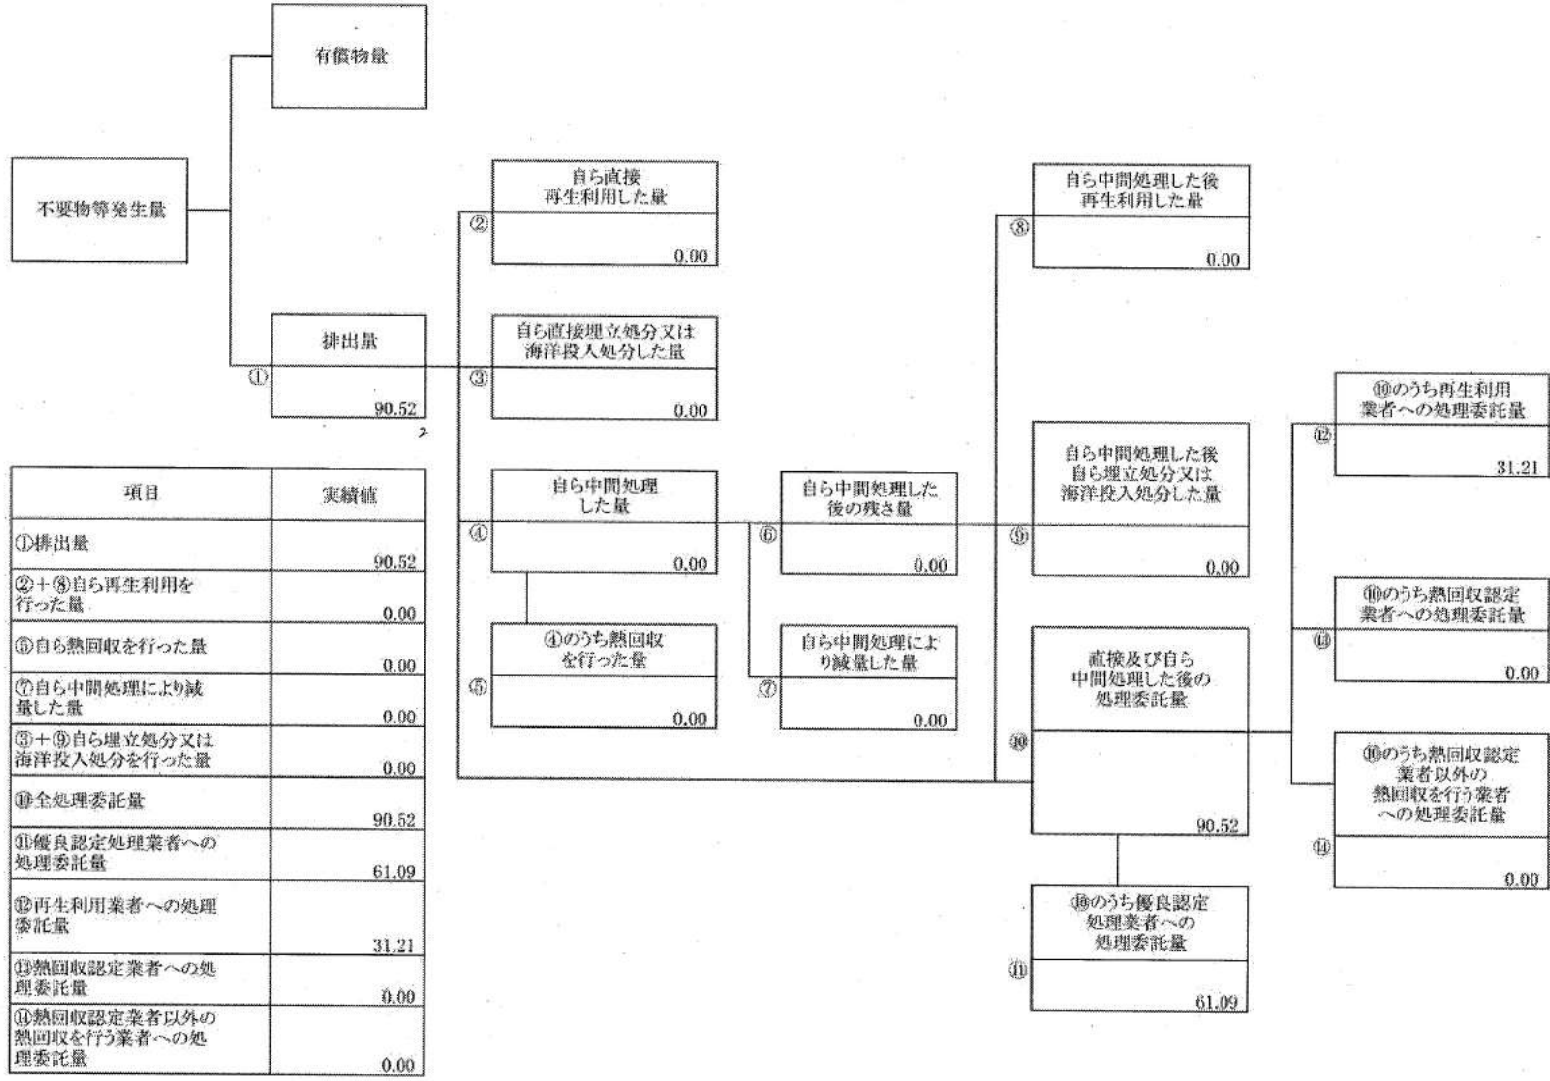 有償物量
不要物等発生量
排出量
①
90.52
自ら直接
再生利用した量
②
0.00
自ら直接埋立処分又は
海洋投入処分した量
③
0.00
自ら中間処理
した量
④
0.00
④のうち熱回収
を行った量
⑤
0.00
自ら中間処理した
後の残さ量
⑥
0.00
自ら中間処理によ
り減量した量
⑦
0.00
自ら中間処理した後
再生利用した量
⑧
0.00
自ら中間処理した後
自ら埋立処分又は
海洋投入処分した量
⑨
0.00
直接及び自ら
中間処理した後の
処理委託量
⑩
90.52
⑩のうち優良認定
処理業者への
処理委託量
⑪
61.09
⑩のうち再生利用
業者への処理委託量
⑫
31.21
⑩のうち熱回収認定
業者への処理委託量
⑬
0.00
⑩のうち熱回収認定
業者以外の
熱回収を行う業者
への処理委託量
⑭
0.00
項目 実績値
①排出量
90.52
②＋⑧自ら再生利用を
行った量
0.00
⑤自ら熱回収を行った量
0.00
⑦自ら中間処理により減
量した量
0.00
③＋⑨自ら埋立処分又は
海洋投入処分を行った量
0.00
⑩全処理委託量
90.52
⑪優良認定処理業者への
処理委託量
61.09
⑫再生利用業者への処理
委託量
31.21
⑬熱回収認定業者への処
理委託量
0.00
⑭熱回収認定業者以外の
熱回収を行う業者への処
理委託量
0.00